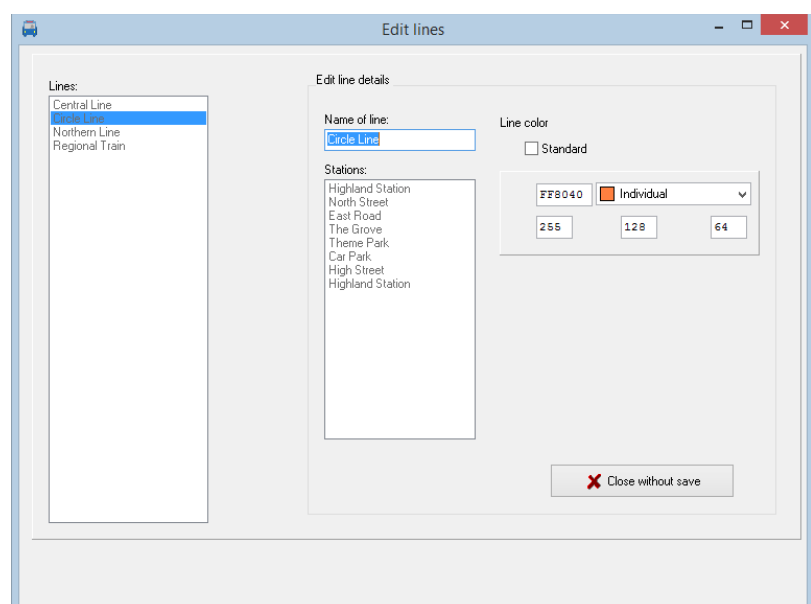 Edit lines
Lines:
Central Line
Circle Line
Northern Line
Regional Train
Edit line details
Name of line:
Circle Line
Stations:
Highland Station
North Street
East Road
The Grove
Theme Park
Car Park
High Street
Highland Station
Line color
Standard
FF8040 Individual
255 128 64
Close without save